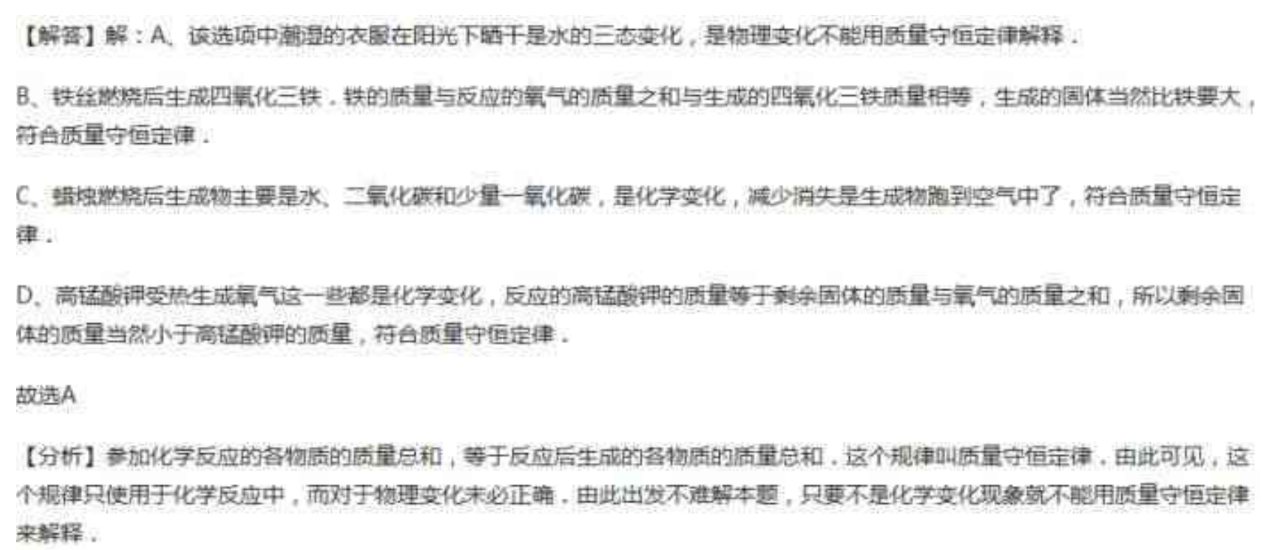 【解答】解：A、该选项中潮湿的衣服在阳光下晒干是水的三态变化，是物理变化不能用质量守恒定律解释．
B、铁丝燃烧后生成四氧化三铁．铁的质量与反应的氧气的质量之和与生成的四氧化三铁质量相等，生成的固体当然比铁要大，
符合质量守恒定律．
C、蜡烛燃烧后生成物主要是水、二氧化碳和少量一氧化碳，是化学变化，减少消失是生成物跑到空气中了，符合质量守恒定
律．
D、高锰酸钾受热生成氧气这一些都是化学变化，反应的高锰酸钾的质量等于剩余固体的质量与氧气的质量之和，所以剩余固
体的质量当然小于高锰酸钾的质量，符合质量守恒定律．
故选A
【分析】参加化学反应的各物质的质量总和，等于反应后生成的各物质的质量总和．这个规律叫质量守恒定律．由此可见，这
个规律只使用于化学反应中，而对于物理变化未必正确．由此出发不难解本题，只要不是化学变化现象就不能用质量守恒定律
来解释．